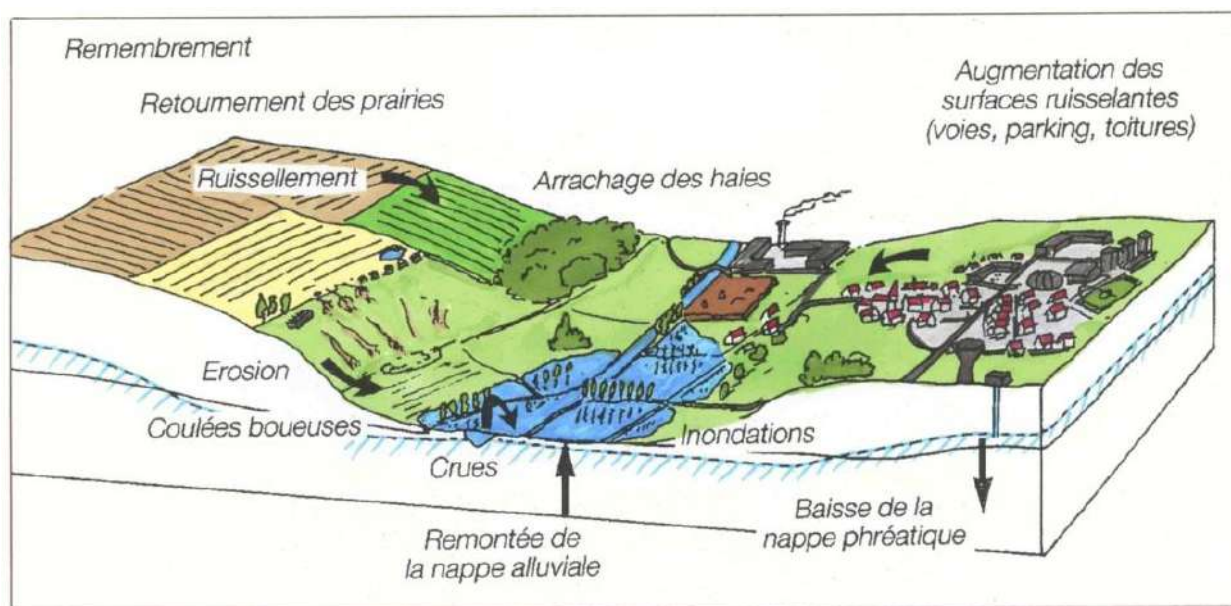 Remembrement
Retournement des prairies
Augmentation des
surfaces ruisselantes
(voies, parking, toitures)
Ruissellement
Arrachage des haies
Erosion
Coulées boueuses
Inondations
Crues
Remontée de
la nappe alluviale
Baisse de la
nappe phréatique